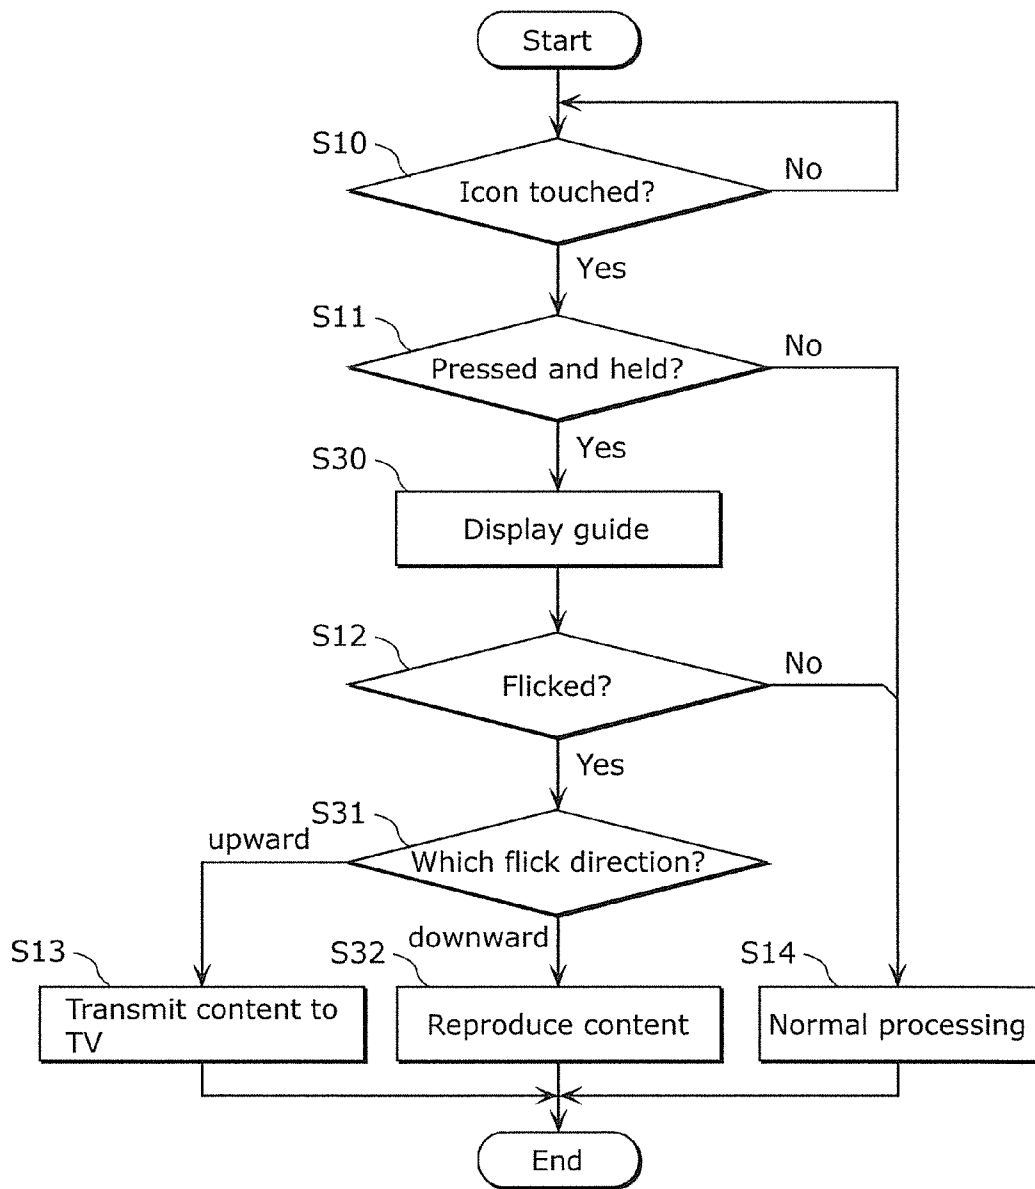 Start
S10
Icon touched?
No
Yes
S11
Pressed and held?
No
Yes
S30
Display guide
S12
Flicked?
No
Yes
S31
upward
Which flick direction?
downward
S13
Transmit content to
TV
S32
Reproduce content
S14
Normal processing
End